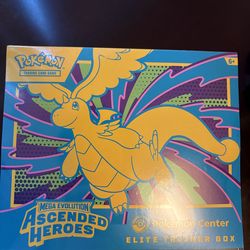 Pokémon
TRADING CARD GAME
6+
MEGA EVOLUTION
ASCENDED
HEROES
Pokémon Center
ELITE TRAINER BOX